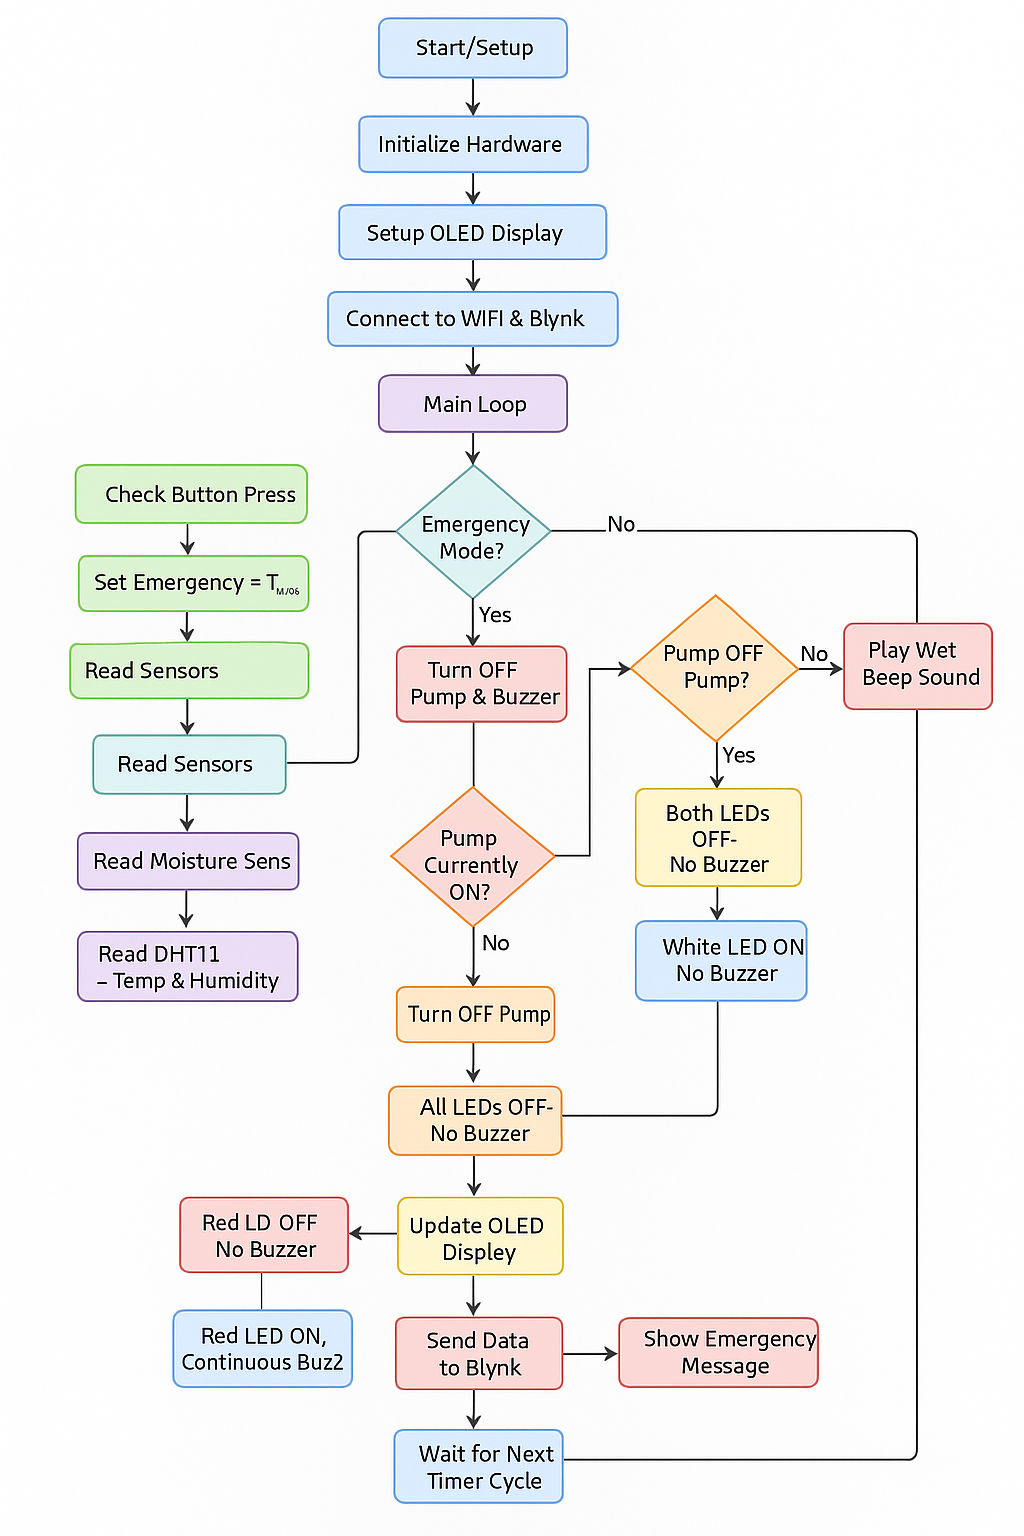 Start/Setup
Initialize Hardware
Setup OLED Display
Connect to WIFI & Blynk
Main Loop
Check Button Press
Set Emergency =
Read Sensors
Read Sensors
Read Moisture Sens
Read DHT11
– Temp & Humidity
Emergency
Mode?
No
Yes
Turn OFF
Pump & Buzzer
Pump OFF
Pump?
No
Play Wet
Beep Sound
Yes
Both LEDs
OFF-
No Buzzer
White LED ON
No Buzzer
Pump
Currently
ON?
No
Turn OFF Pump
All LEDs OFF-
No Buzzer
Red LD OFF
No Buzzer
Update OLED
Displey
Red LED ON,
Continuous Buz2
Send Data
to Blynk
Show Emergency
Message
Wait for Next
Timer Cycle